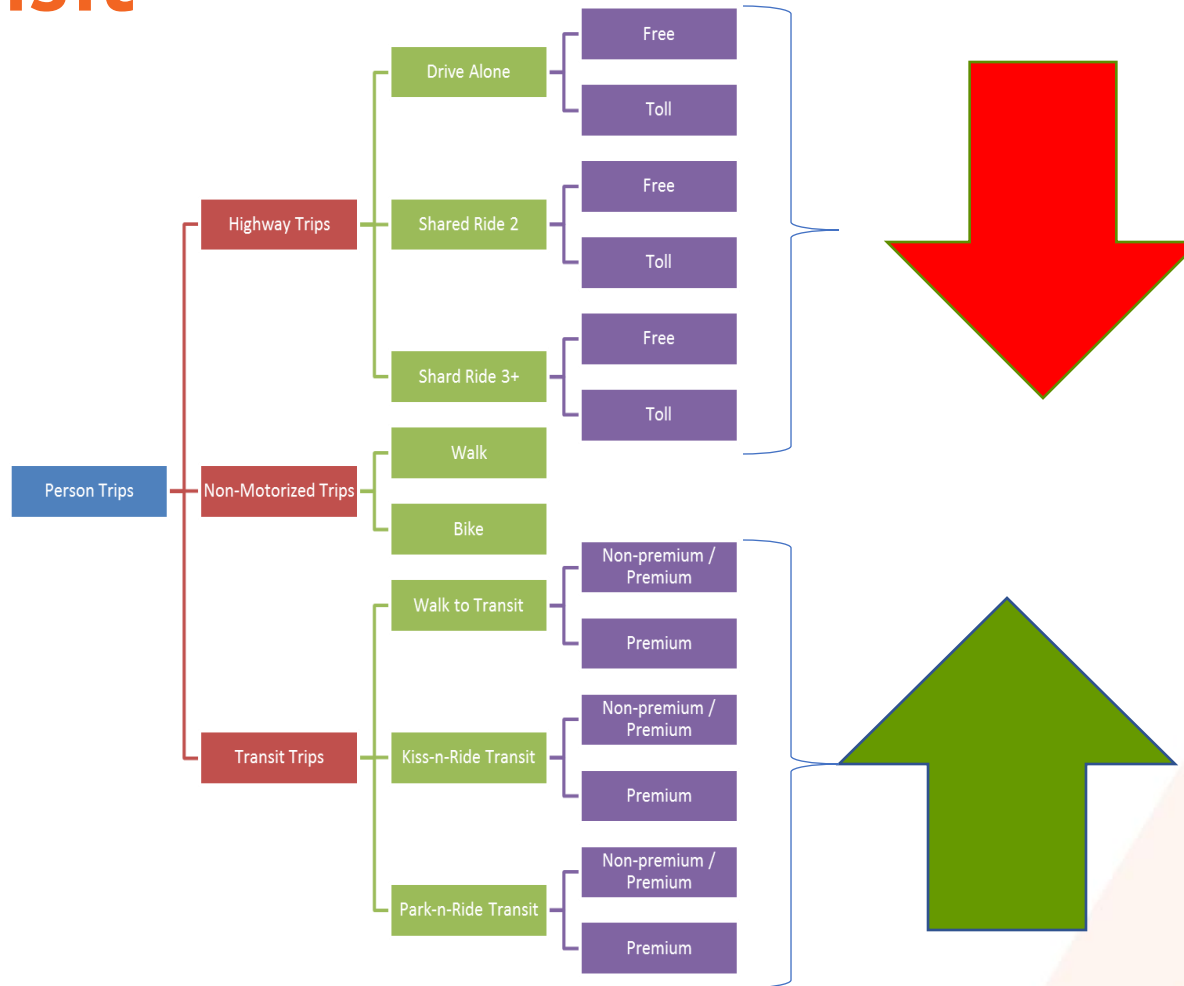 Free
Drive Alone
Toll
Free
Highway Trips
Shared Ride 2
Toll
Free
Shard Ride 3+
Toll
Walk
Person Trips
Non-Motorized Trips
Bike
Non-premium /
Premium
Walk to Transit
Premium
Non-premium /
Premium
Transit Trips
Kiss-n-Ride Transit
Premium
Non-premium /
Premium
Park-n-Ride Transit
Premium